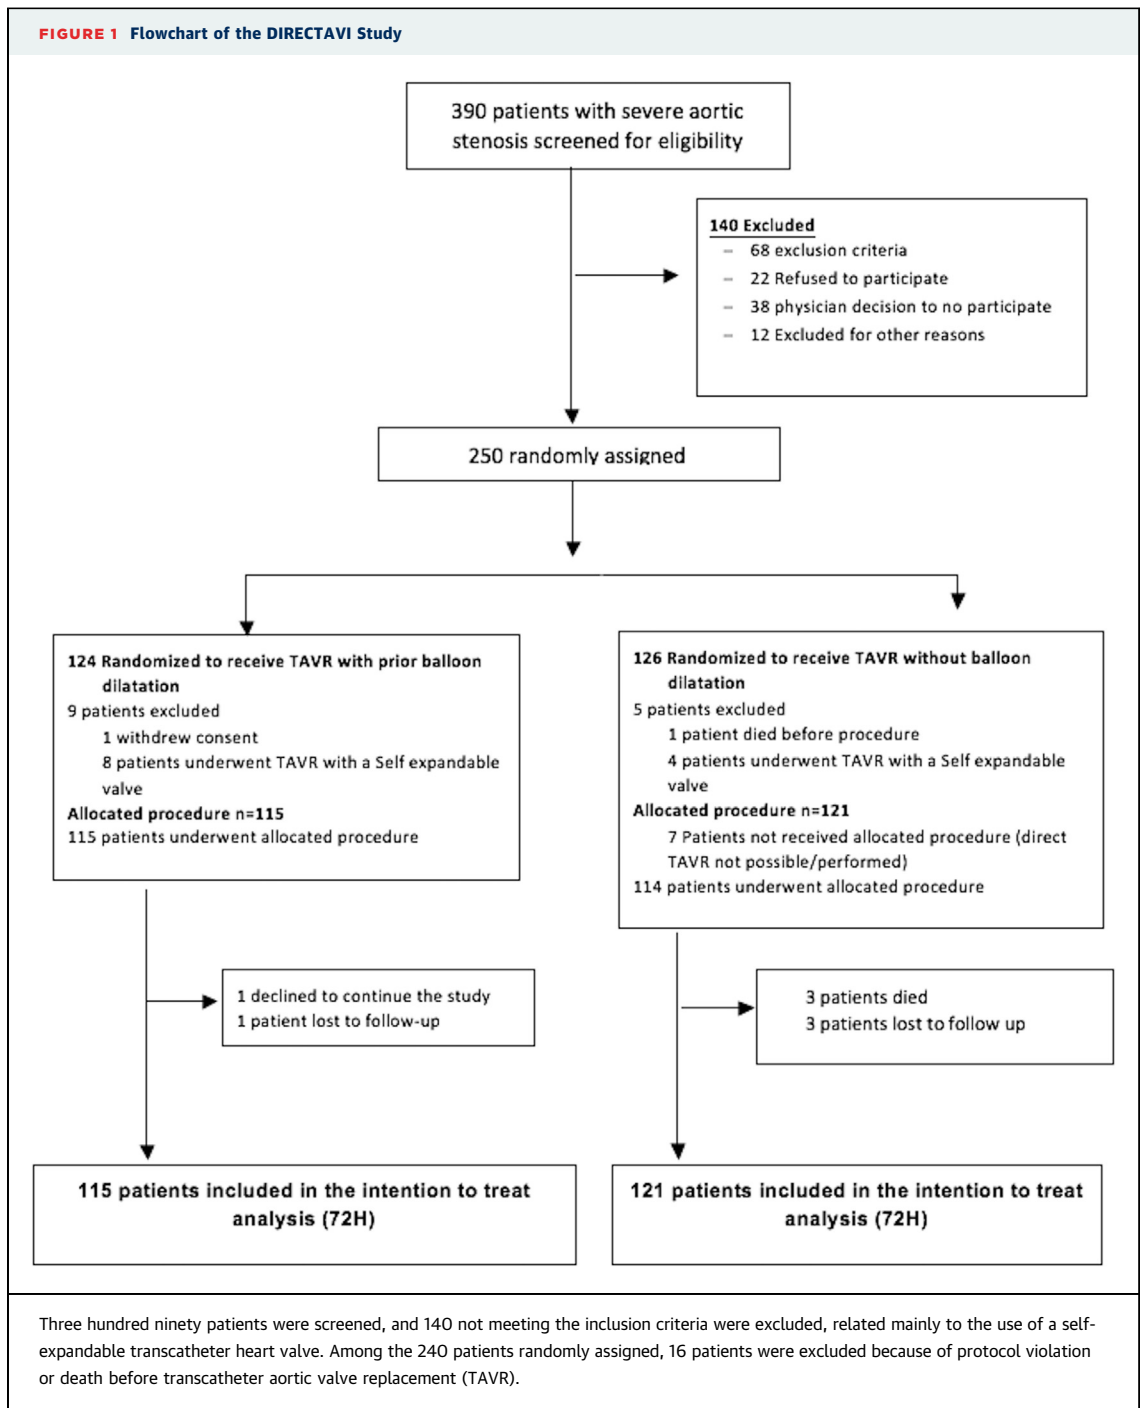 FIGURE 1 Flowchart of the DIRECTAVI Study
390 patients with severe aortic
stenosis screened for eligibility
140 Excluded
– 68 exclusion criteria
– 22 Refused to participate
– 38 physician decision to no participate
– 12 Excluded for other reasons
250 randomly assigned
124 Randomized to receive TAVR with prior balloon
dilatation
9 patients excluded
1 withdrew consent
8 patients underwent TAVR with a Self expandable
valve
Allocated procedure n=115
115 patients underwent allocated procedure
126 Randomized to receive TAVR without balloon
dilatation
5 patients excluded
1 patient died before procedure
4 patients underwent TAVR with a Self expandable
valve
Allocated procedure n=121
7 Patients not received allocated procedure (direct
TAVR not possible/performed)
114 patients underwent allocated procedure
1 declined to continue the study
1 patient lost to follow-up
3 patients died
3 patients lost to follow up
115 patients included in the intention to treat
analysis (72H)
121 patients included in the intention to treat
analysis (72H)
Three hundred ninety patients were screened, and 140 not meeting the inclusion criteria were excluded, related mainly to the use of a self-
expandable transcatheter heart valve. Among the 240 patients randomly assigned, 16 patients were excluded because of protocol violation
or death before transcatheter aortic valve replacement (TAVR).